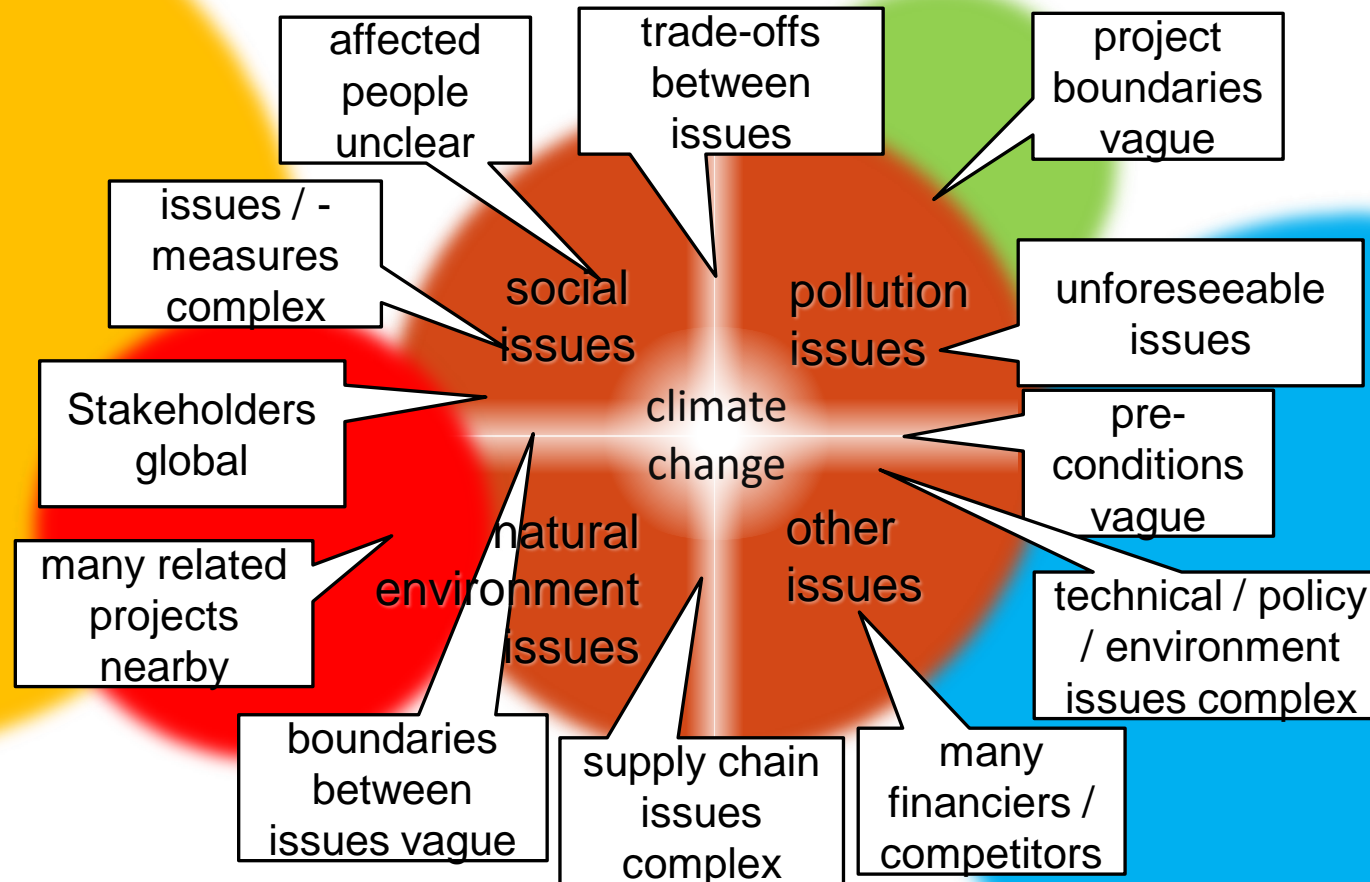 affected
people
unclear
trade-offs
between
issues
project
boundaries
vague
issues / -
measures
complex
social
issues
pollution
issues
unforeseeable
issues
Stakeholders
global
climate
change
pre-
conditions
vague
natural
environment
issues
other
issues
many related
projects
nearby
technical / policy
/ environment
issues complex
boundaries
between
issues vague
supply chain
issues
complex
many
financiers /
competitors